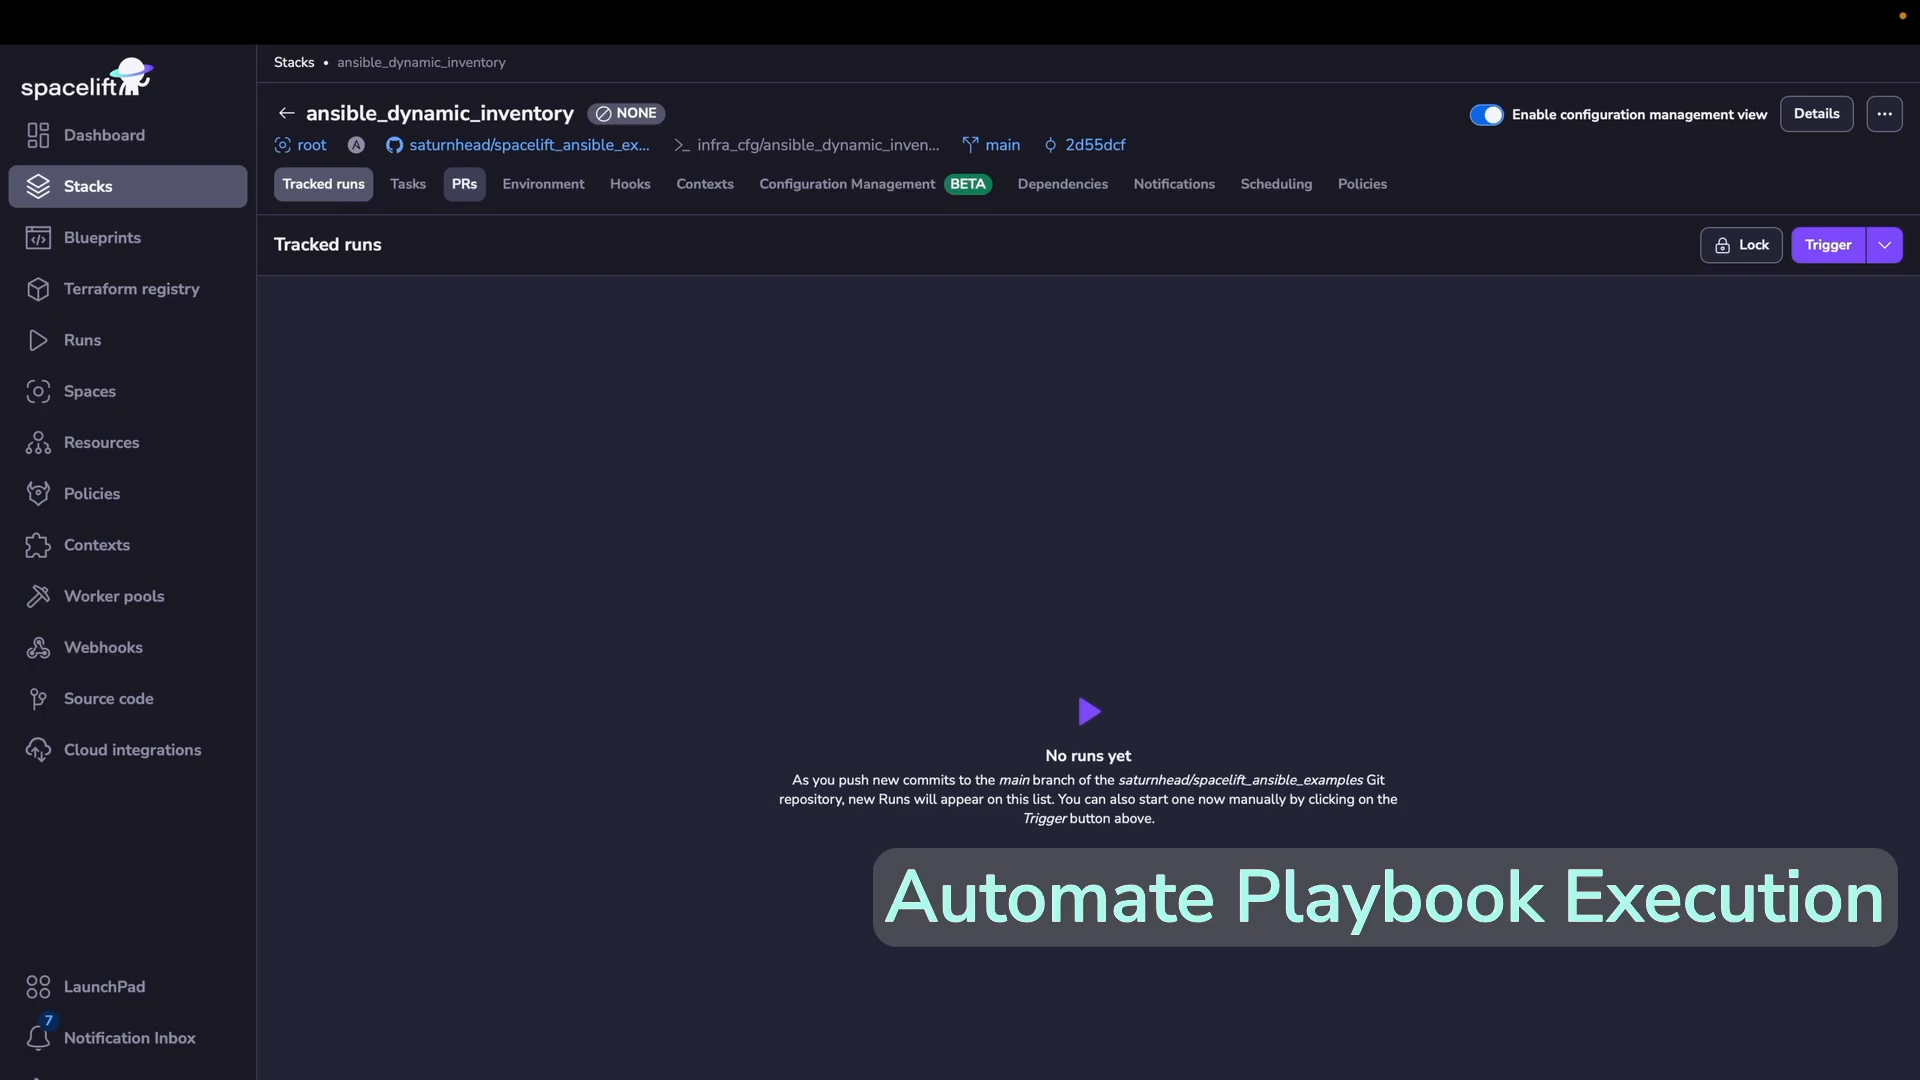 spacelift
Dashboard
Stacks
Blueprints
Terraform registry
Runs
Spaces
Resources
Policies
Contexts
Worker pools
Webhooks
Source code
Cloud integrations
LaunchPad
7
Notification Inbox
Stacks • ansible_dynamic_inventory
ansible_dynamic_inventory NONE
Enable configuration management view Details
root A saturnhead/spacelift_ansible_ex... infra_cfg/ansible_dynamic_inven... main 2d55dcf
Tracked runs Tasks PRs Environment Hooks Contexts Configuration Management BETA Dependencies Notifications Scheduling Policies
Tracked runs
Lock Trigger
No runs yet
As you push new commits to the main branch of the saturnhead/spacelift_ansible_examples Git
repository, new Runs will appear on this list. You can also start one now manually by clicking on the
Trigger button above.
Automate Playbook Execution